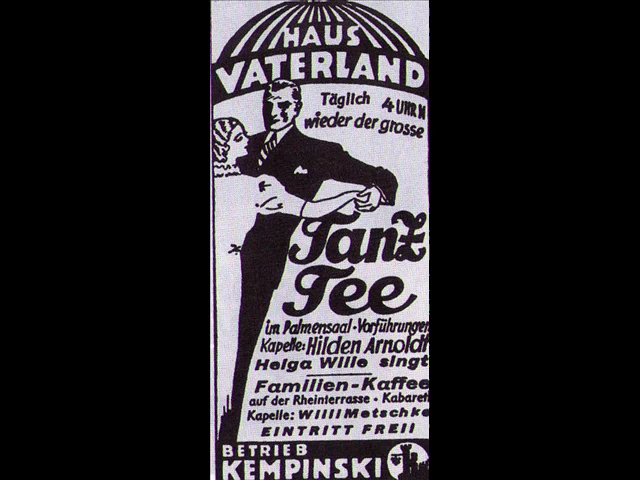 HAUS
VATERLAND
Täglich 4 UHR N
wieder der grosse
Tanz
Tee
im Palmensaal · Vorführungen
Kapelle: Hilden Arnoldt
Helga Wille singt
Familien-Kaffee
auf der Rheinterrasse · Kabarett
Kapelle: Willi Metschke
EINTRITT FREI!
BETRIEB
KEMPINSKI